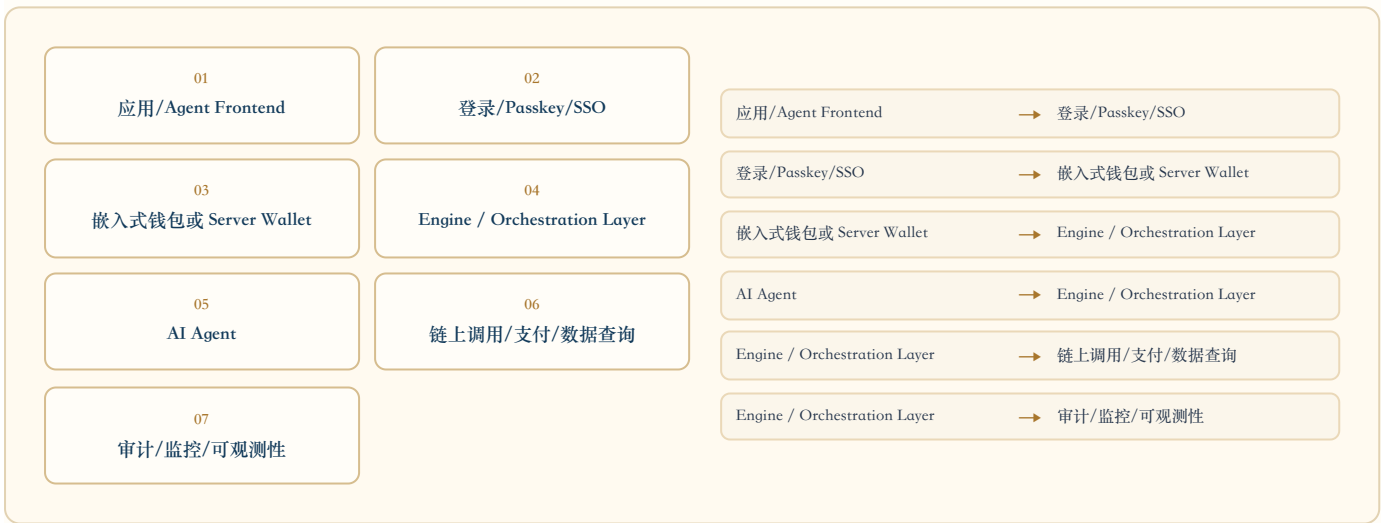 01
应用/Agent Frontend
02
登录/Passkey/SSO
03
嵌入式钱包或 Server Wallet
04
Engine / Orchestration Layer
05
AI Agent
06
链上调用/支付/数据查询
07
审计/监控/可观测性
应用/Agent Frontend → 登录/Passkey/SSO
登录/Passkey/SSO → 嵌入式钱包或 Server Wallet
嵌入式钱包或 Server Wallet → Engine / Orchestration Layer
AI Agent → Engine / Orchestration Layer
Engine / Orchestration Layer → 链上调用/支付/数据查询
Engine / Orchestration Layer → 审计/监控/可观测性